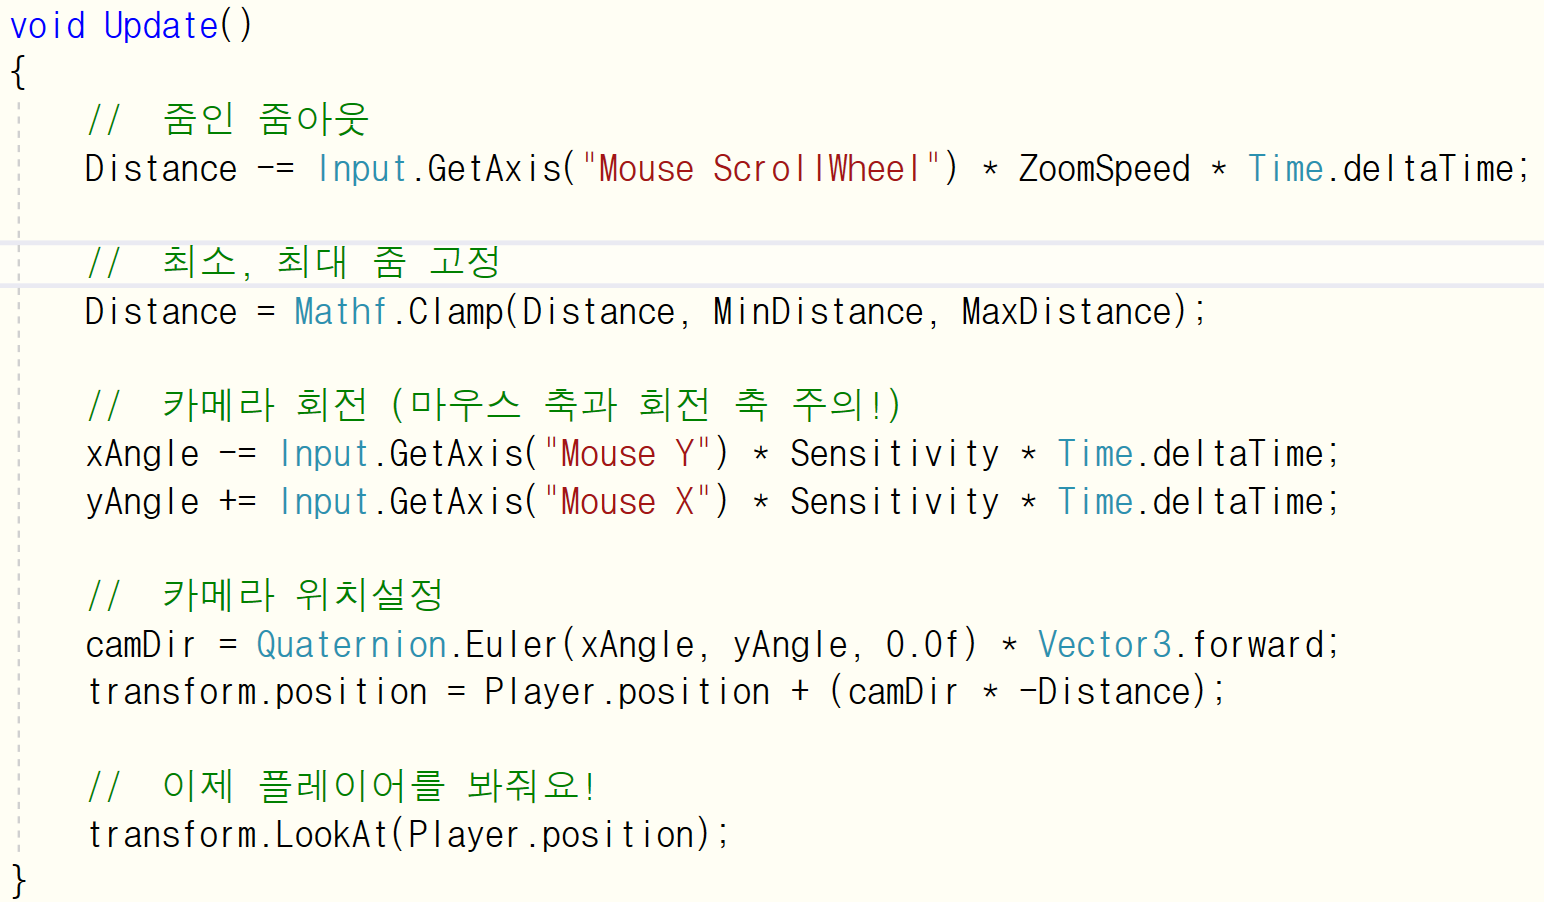 void Update()
{
    //  줌인 줌아웃
    Distance -= Input.GetAxis("Mouse ScrollWheel") * ZoomSpeed * Time.deltaTime;
    //  최소, 최대 줌 고정
    Distance = Mathf.Clamp(Distance, MinDistance, MaxDistance);
    //  카메라 회전 (마우스 축과 회전 축 주의!)
    xAngle -= Input.GetAxis("Mouse Y") * Sensitivity * Time.deltaTime;
    yAngle += Input.GetAxis("Mouse X") * Sensitivity * Time.deltaTime;
    //  카메라 위치설정
    camDir = Quaternion.Euler(xAngle, yAngle, 0.0f) * Vector3.forward;
    transform.position = Player.position + (camDir * -Distance);
    //  이제 플레이어를 봐줘요!
    transform.LookAt(Player.position);
}